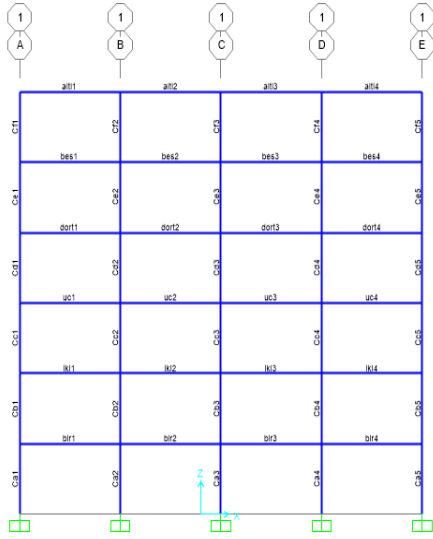 1 1 1 1 1
A B C D E
alti1 alti2 alti3 alti4
Cf1 Cf2 Cf3 Cf4 Cf5
bes1 bes2 bes3 bes4
Ce1 Ce2 Ce3 Ce4 Ce5
dort1 dort2 dort3 dort4
Cd1 Cd2 Cd3 Cd4 Cd5
uc1 uc2 uc3 uc4
Cc1 Cc2 Cc3 Cc4 Cc5
iki1 iki2 iki3 iki4
Cb1 Cb2 Cb3 Cb4 Cb5
bir1 bir2 bir3 bir4
Ca1 Ca2 Ca3 Ca4 Ca5
Z
X